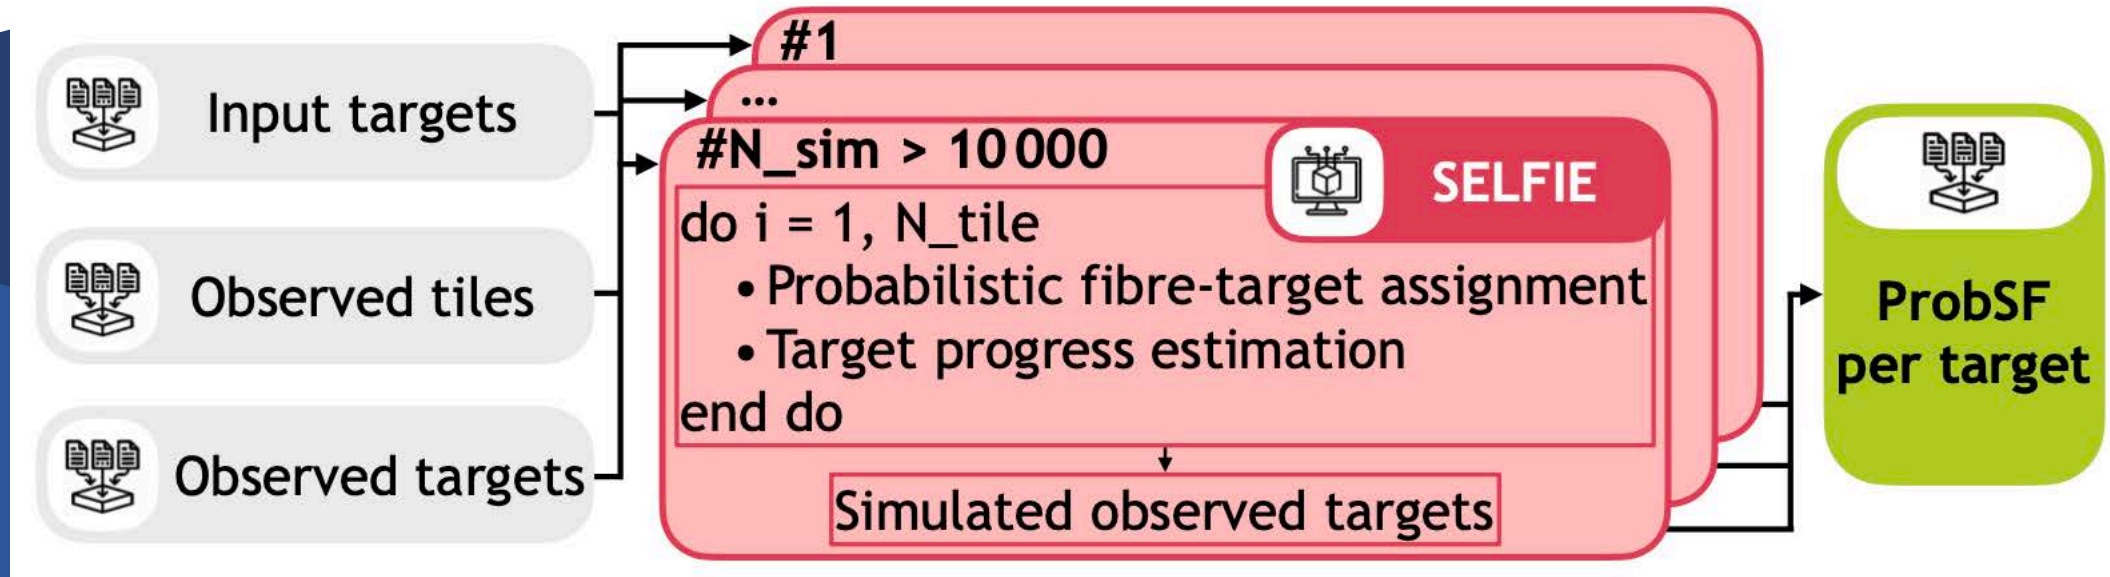 Input targets
Observed tiles
Observed targets
#1
...
#N_sim > 10 000
SELFIE
do i = 1, N_tile
• Probabilistic fibre-target assignment
• Target progress estimation
end do
Simulated observed targets
ProbSF
per target